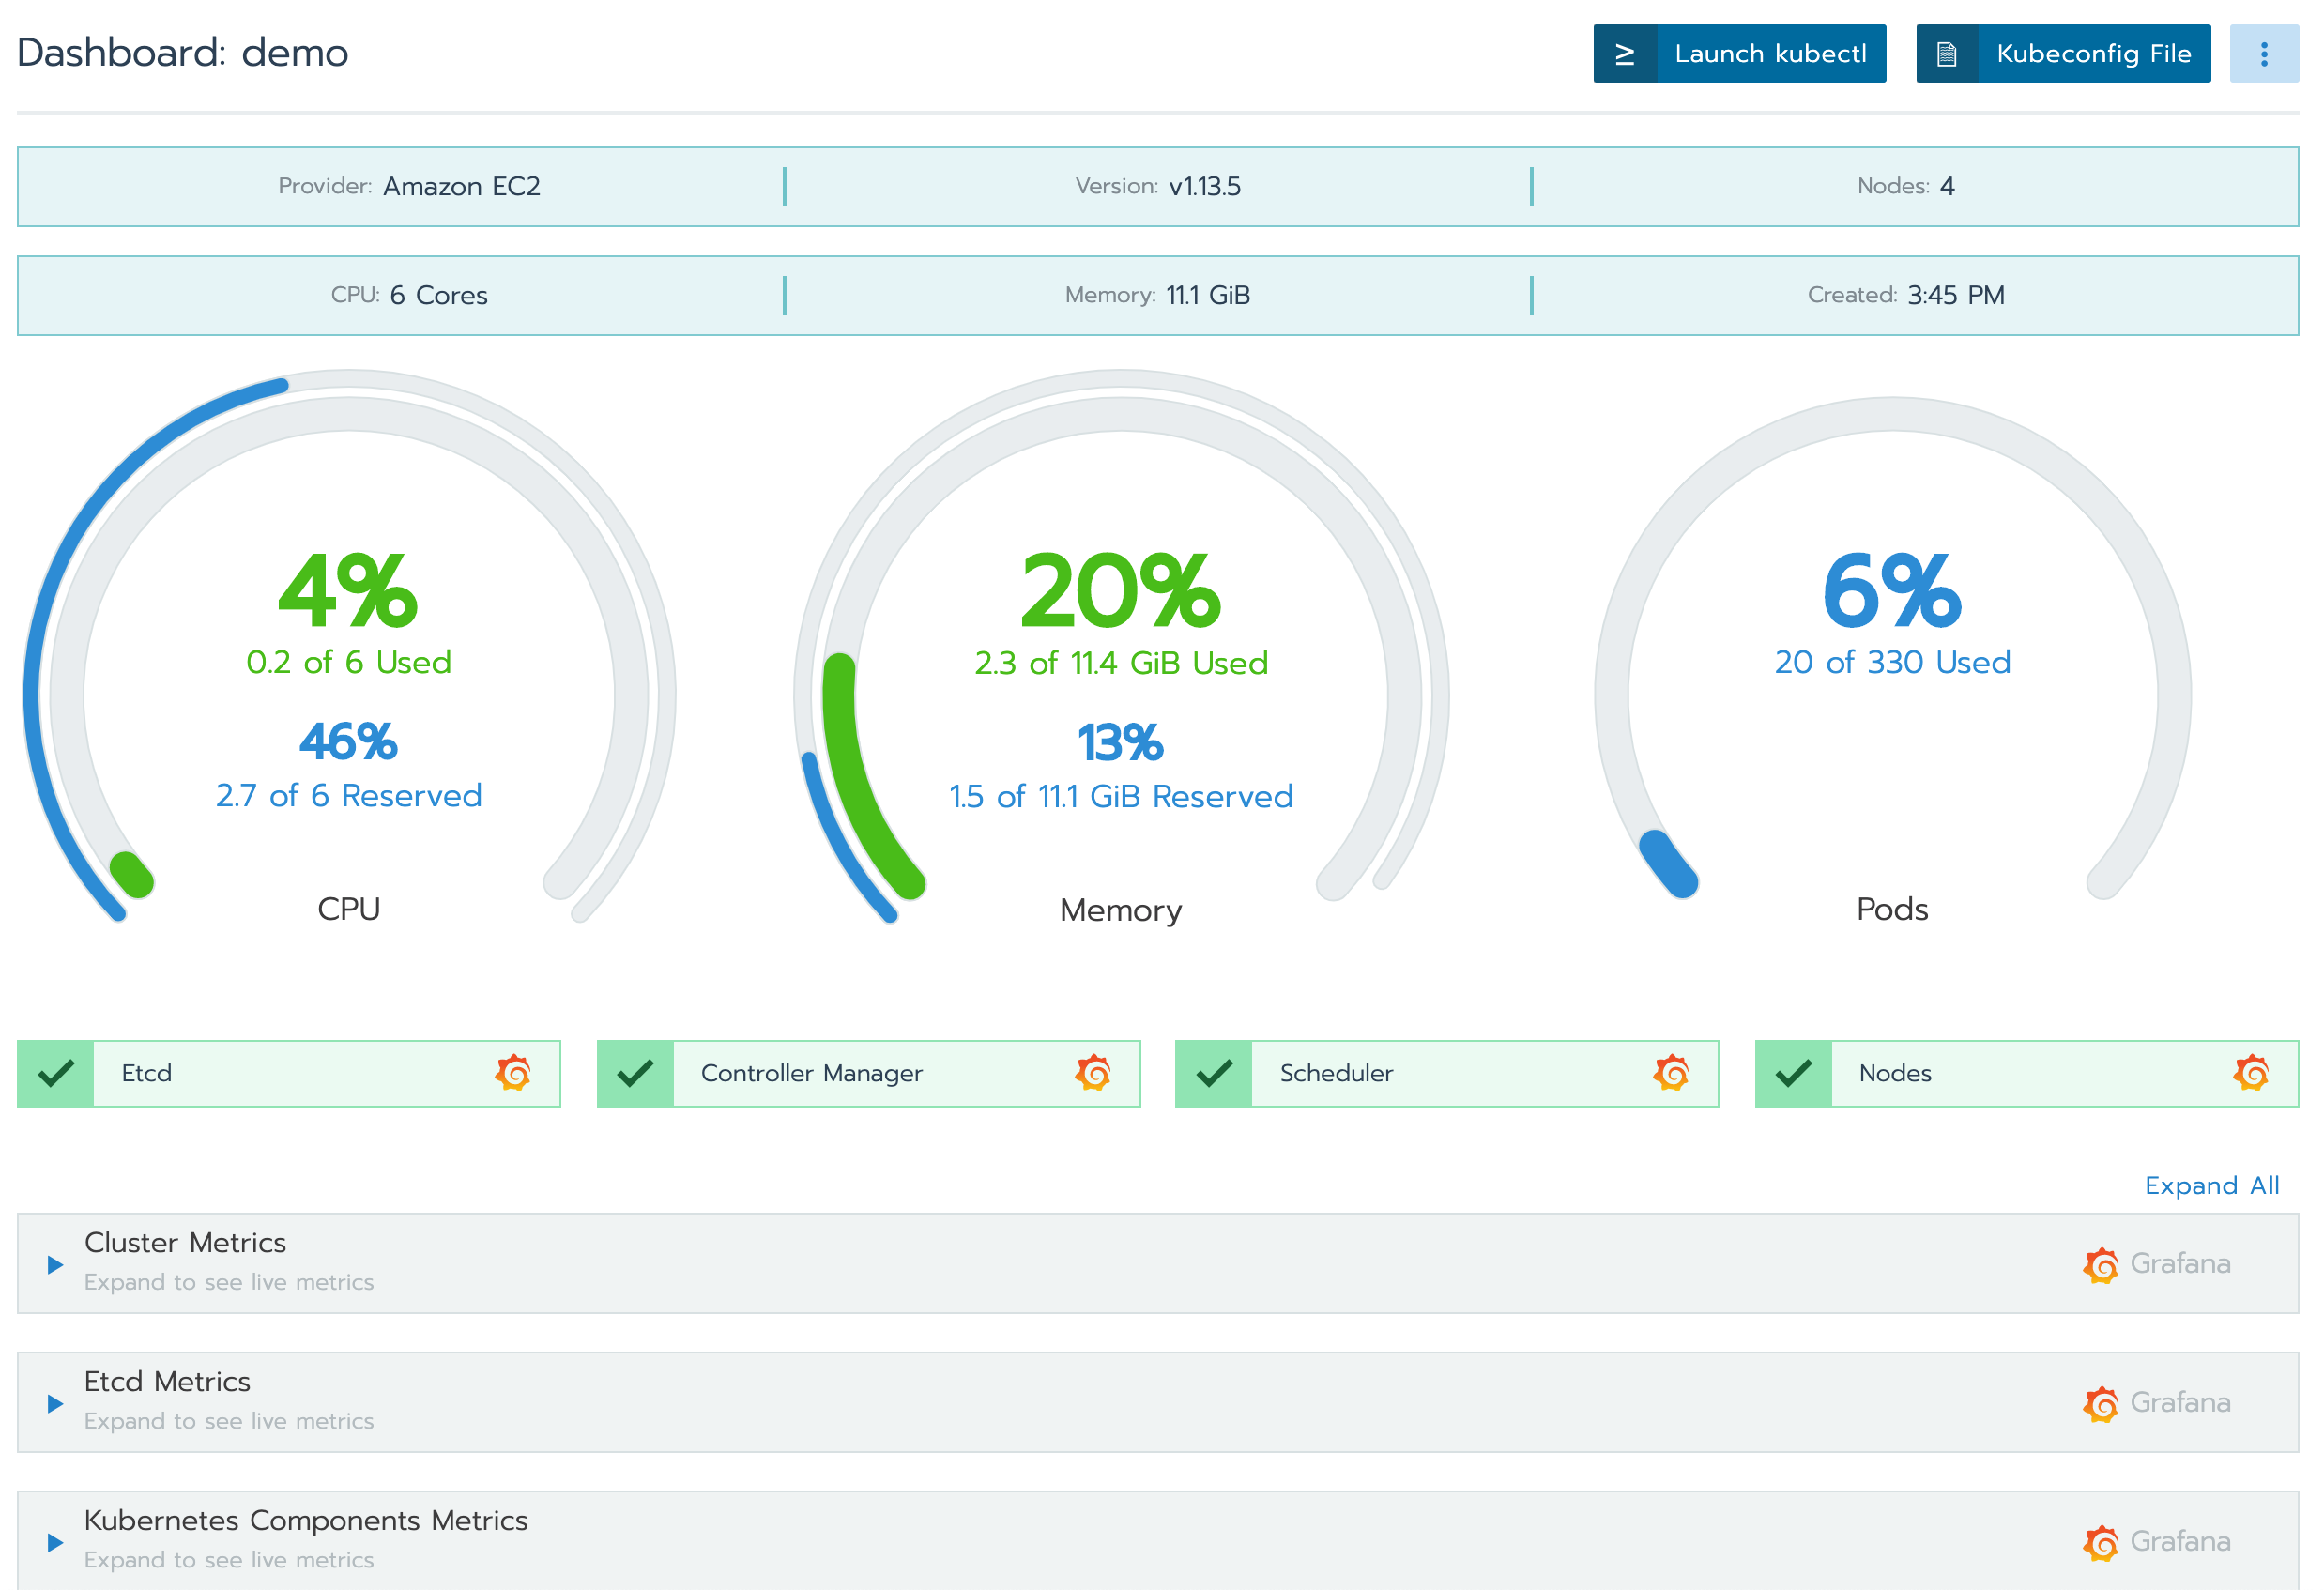 Dashboard: demo
Launch kubectl
Kubeconfig File
Provider: Amazon EC2
Version: v1.13.5
Nodes: 4
CPU: 6 Cores
Memory: 11.1 GiB
Created: 3:45 PM
4%
0.2 of 6 Used
46%
2.7 of 6 Reserved
CPU
20%
2.3 of 11.4 GiB Used
13%
1.5 of 11.1 GiB Reserved
Memory
6%
20 of 330 Used
Pods
Etcd
Controller Manager
Scheduler
Nodes
Expand All
Cluster Metrics
Expand to see live metrics
Grafana
Etcd Metrics
Expand to see live metrics
Grafana
Kubernetes Components Metrics
Expand to see live metrics
Grafana